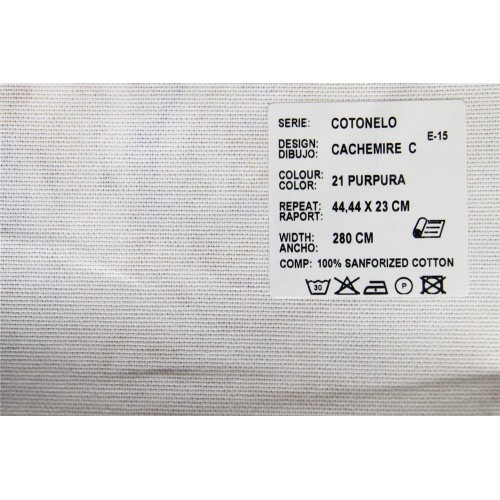 SERIE: COTONELO
E-15
DESIGN:
DIBUJO: CACHEMIRE C
COLOUR:
COLOR: 21 PURPURA
REPEAT: 44,44 X 23 CM
RAPORT:
WIDTH: 280 CM
ANCHO:
COMP: 100% SANFORIZED COTTON
30 P